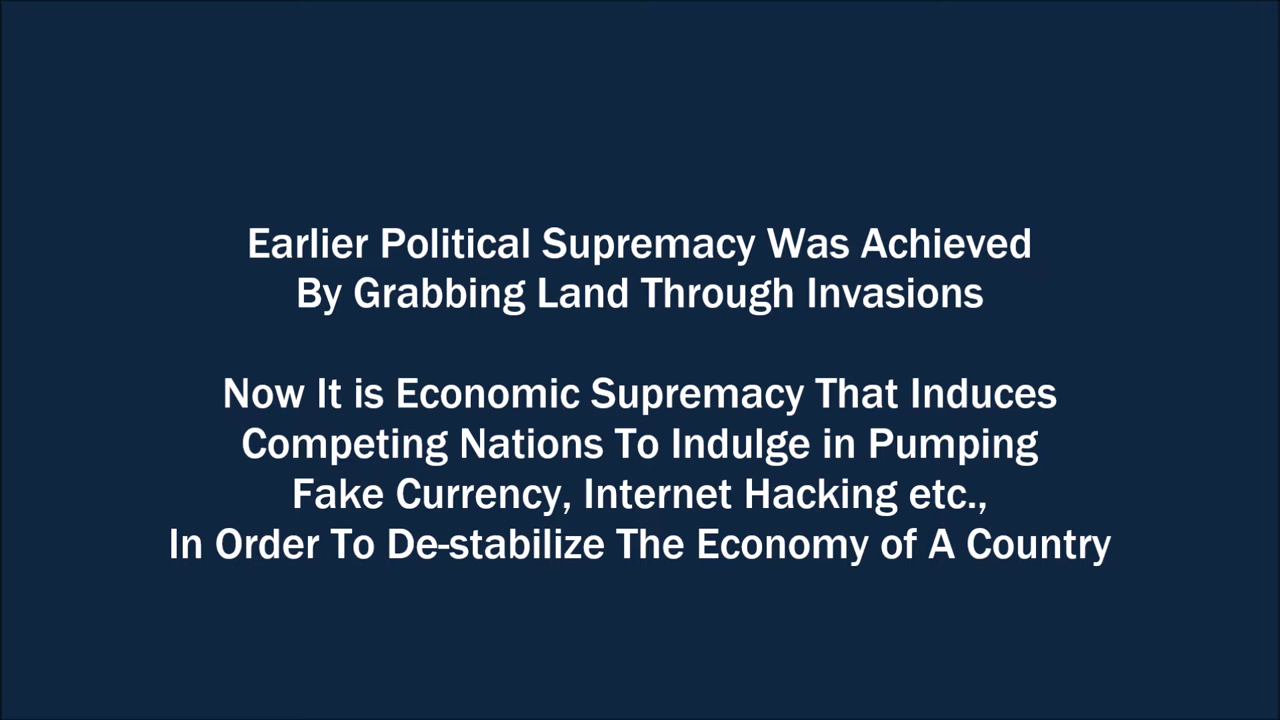 Earlier Political Supremacy Was Achieved
By Grabbing Land Through Invasions
Now It is Economic Supremacy That Induces
Competing Nations To Indulge in Pumping
Fake Currency, Internet Hacking etc.,
In Order To De-stabilize The Economy of A Country